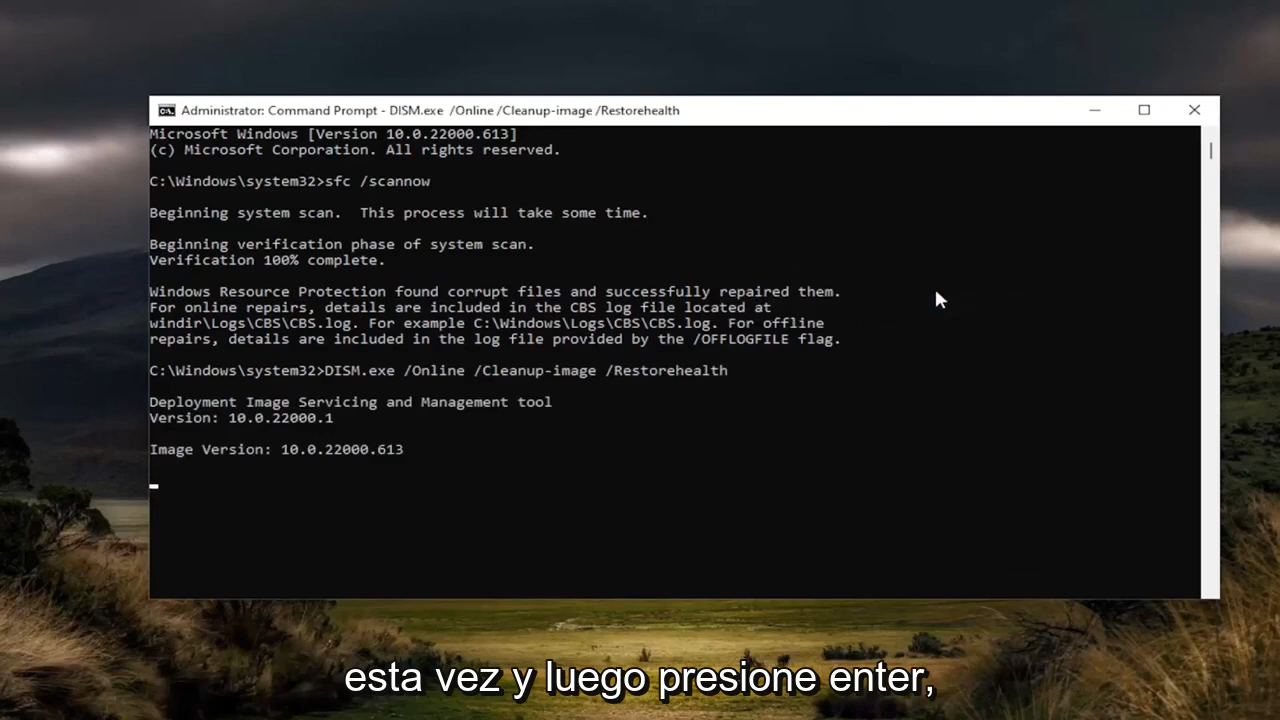 Administrator: Command Prompt - DISM.exe /Online /Cleanup-image /Restorehealth
Microsoft Windows [Version 10.0.22000.613]
(c) Microsoft Corporation. All rights reserved.
C:\Windows\system32>sfc /scannow
Beginning system scan.  This process will take some time.
Beginning verification phase of system scan.
Verification 100% complete.
Windows Resource Protection found corrupt files and successfully repaired them.
For online repairs, details are included in the CBS log file located at
windir\Logs\CBS\CBS.log. For example C:\Windows\Logs\CBS\CBS.log. For offline
repairs, details are included in the log file provided by the /OFFLOGFILE flag.
C:\Windows\system32>DISM.exe /Online /Cleanup-image /Restorehealth
Deployment Image Servicing and Management tool
Version: 10.0.22000.1
Image Version: 10.0.22000.613
esta vez y luego presione enter,